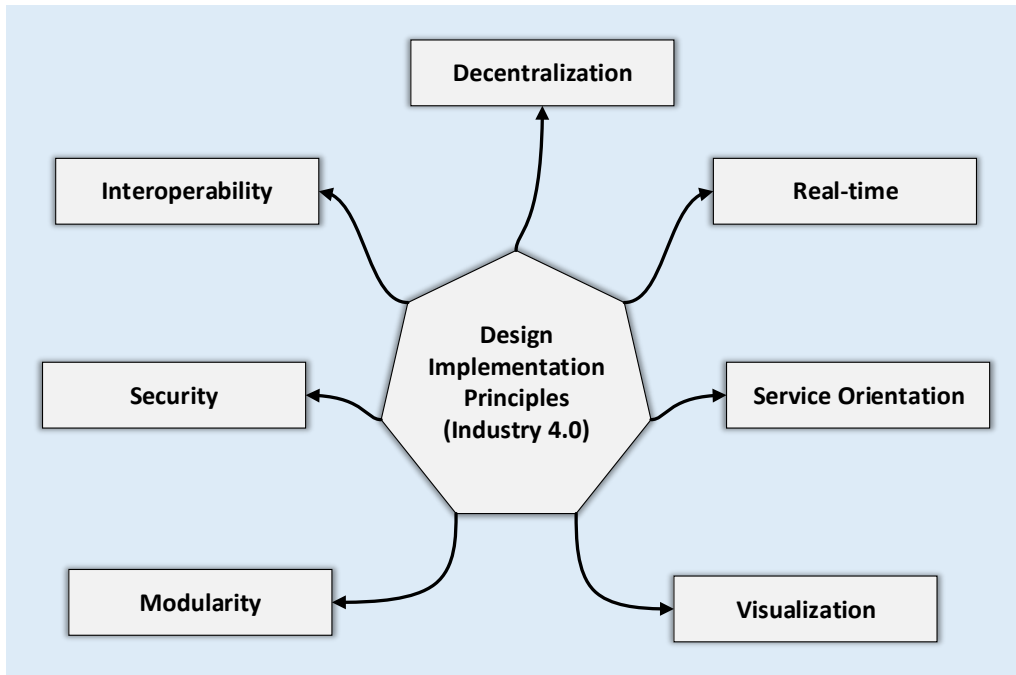 Decentralization
Interoperability
Real-time
Design
Implementation
Principles
(Industry 4.0)
Security
Service Orientation
Modularity
Visualization